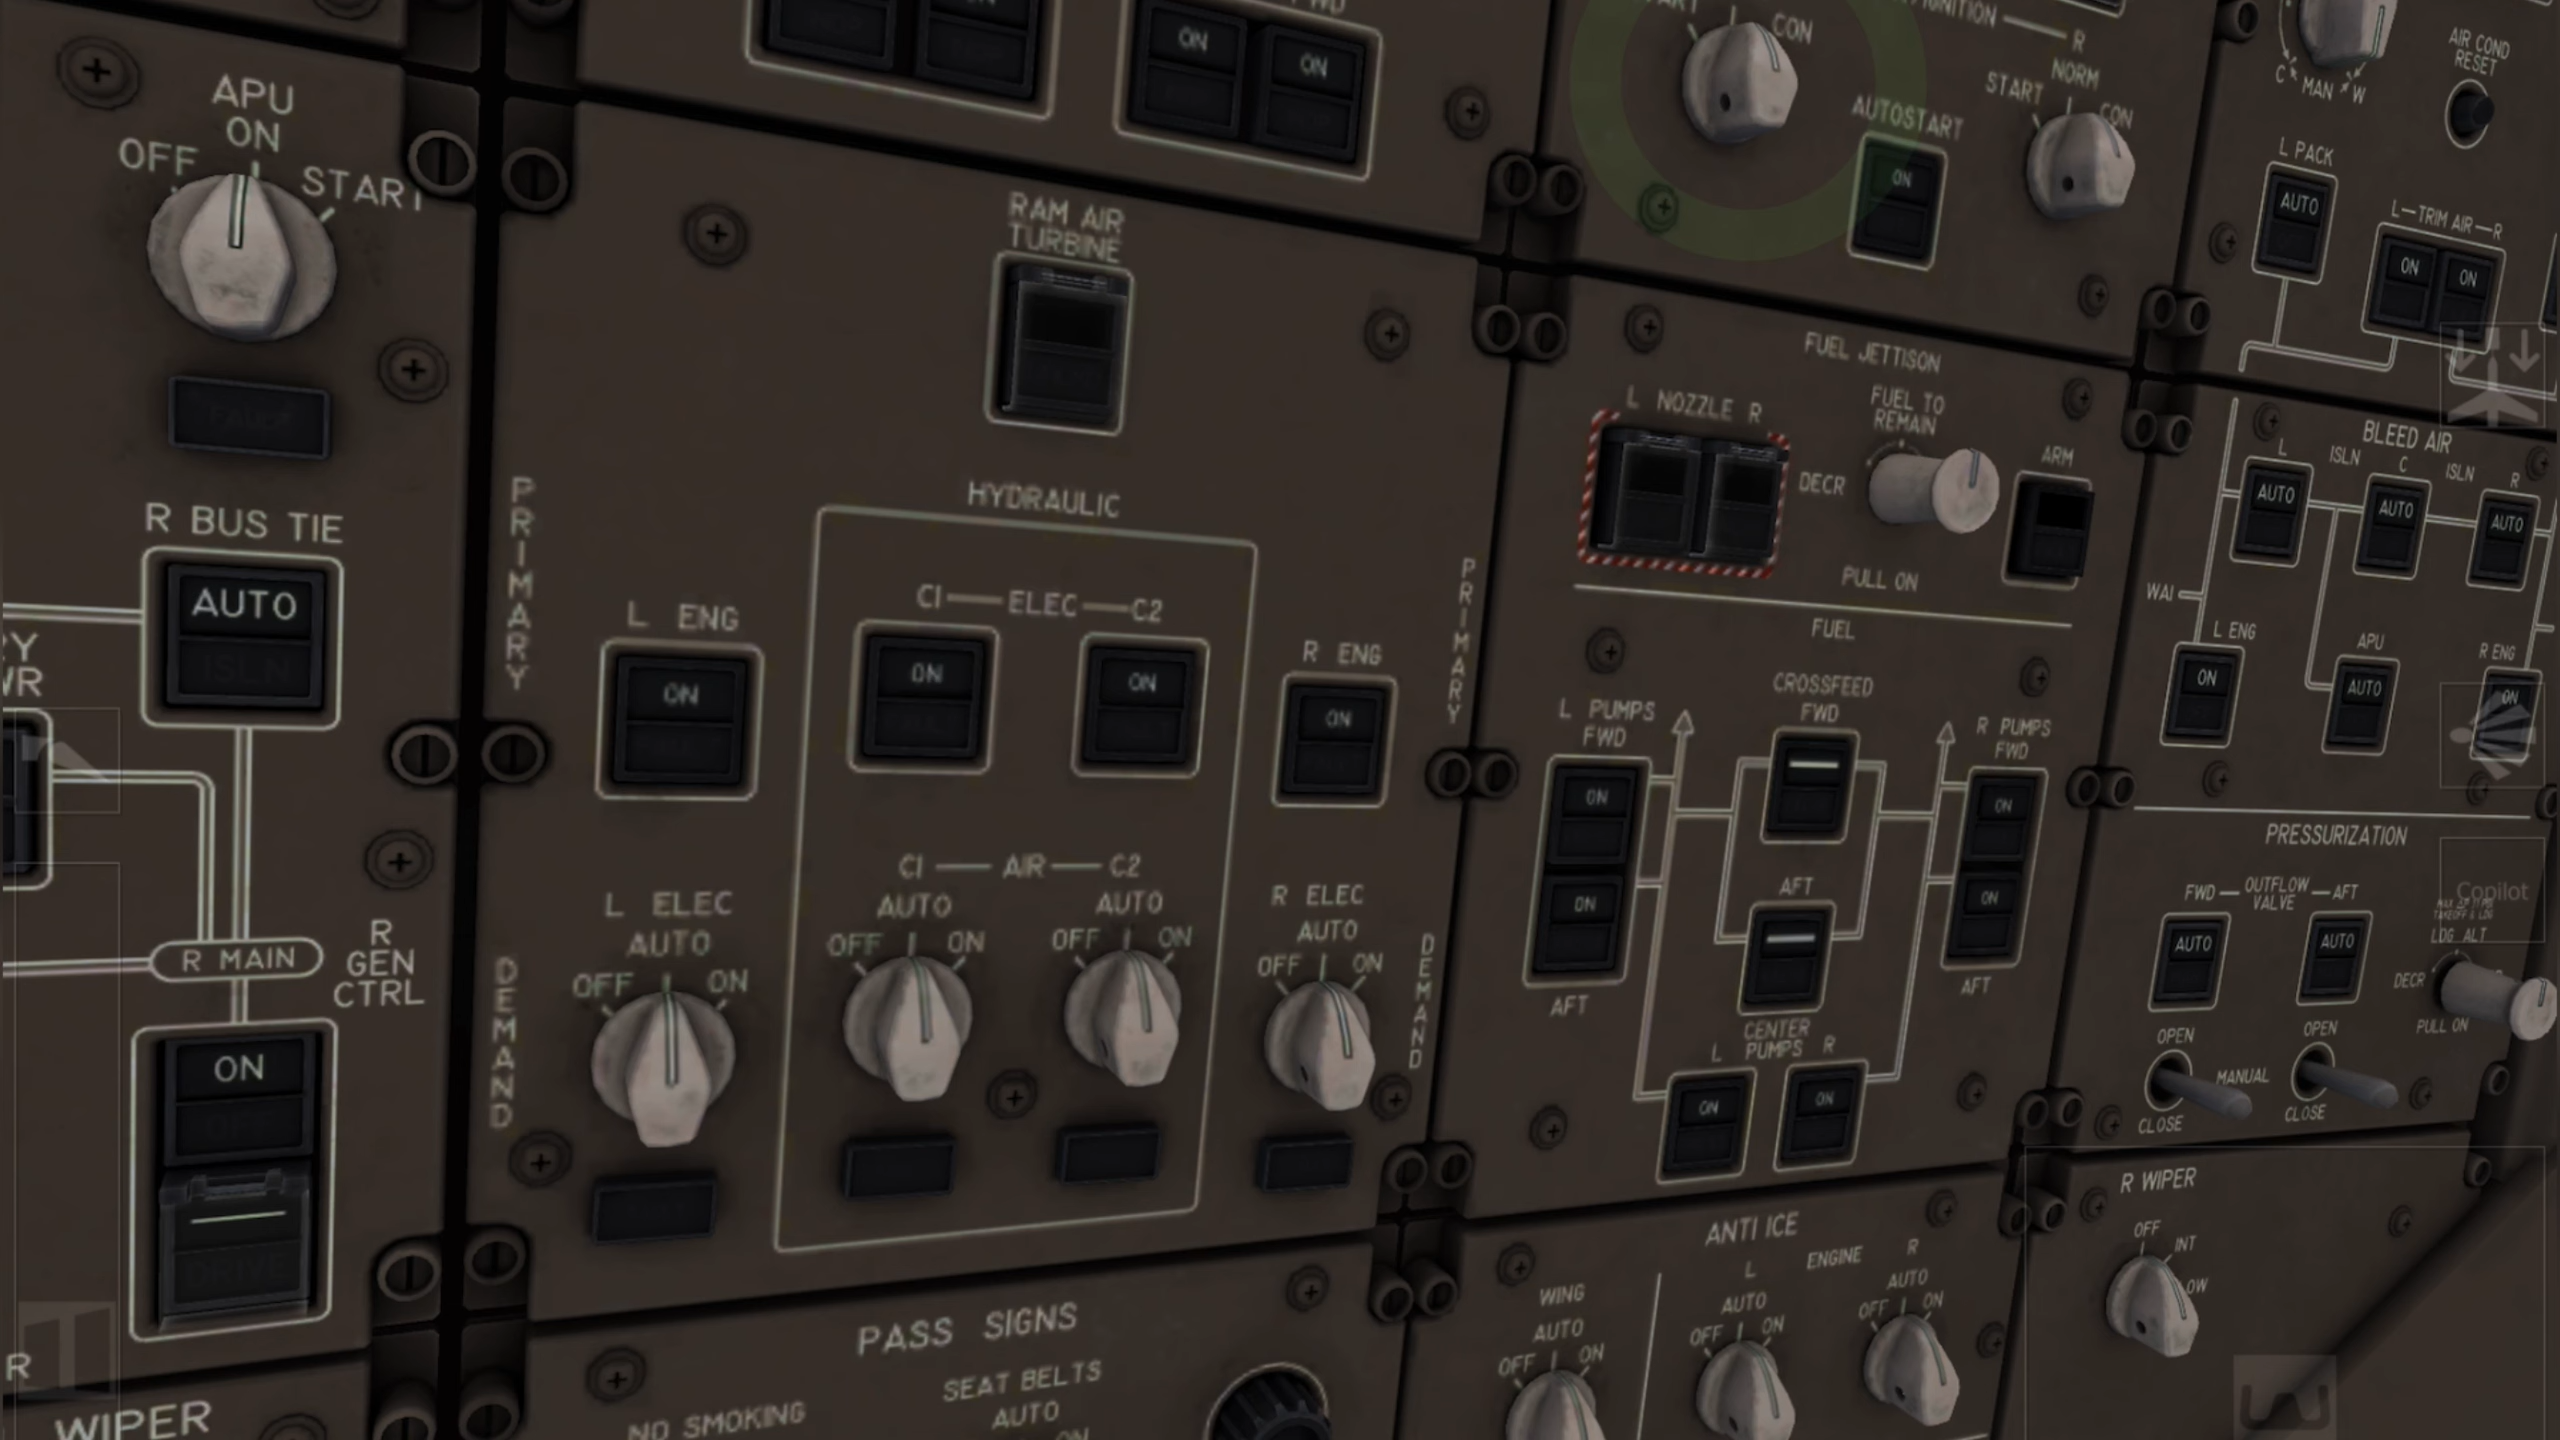 APU
ON
OFF
START
FAULT
R BUS TIE
AUTO
ISLN
R MAIN
R
GEN
CTRL
ON
DRIVE
R
WIPER
ON
ON
RAM AIR
TURBINE
PRIMARY
HYDRAULIC
L ENG
ON
C1 ELEC C2
ON
ON
R ENG
ON
PRIMARY
DEMAND
L ELEC
AUTO
OFF ON
C1 AIR C2
AUTO
OFF ON
AUTO
OFF ON
R ELEC
AUTO
OFF ON
DEMAND
PASS SIGNS
NO SMOKING
SEAT BELTS
AUTO
ON
CON
IGNITION
R
NORM
START CON
AUTOSTART
ON
FUEL JETTISON
L NOZZLE R
FUEL TO
REMAIN
DECR
PULL ON
ARM
FUEL
CROSSFEED
FWD
L PUMPS
FWD
ON
ON
AFT
AFT
R PUMPS
FWD
ON
ON
AFT
CENTER
L PUMPS R
ON
ON
ANTI ICE
WING
AUTO
OFF ON
L ENGINE R
AUTO
OFF ON
AUTO
OFF ON
C MAN W
AIR COND
RESET
L PACK
AUTO
L TRIM AIR R
ON
ON
BLEED AIR
L ISLN C ISLN R
AUTO
AUTO
AUTO
WAI
L ENG
ON
APU
AUTO
R ENG
ON
PRESSURIZATION
FWD OUTFLOW AFT
VALVE
AUTO
AUTO
Copilot
LDG ALT
DECR
PULL ON
OPEN
OPEN
MANUAL
CLOSE
CLOSE
R WIPER
OFF
INT